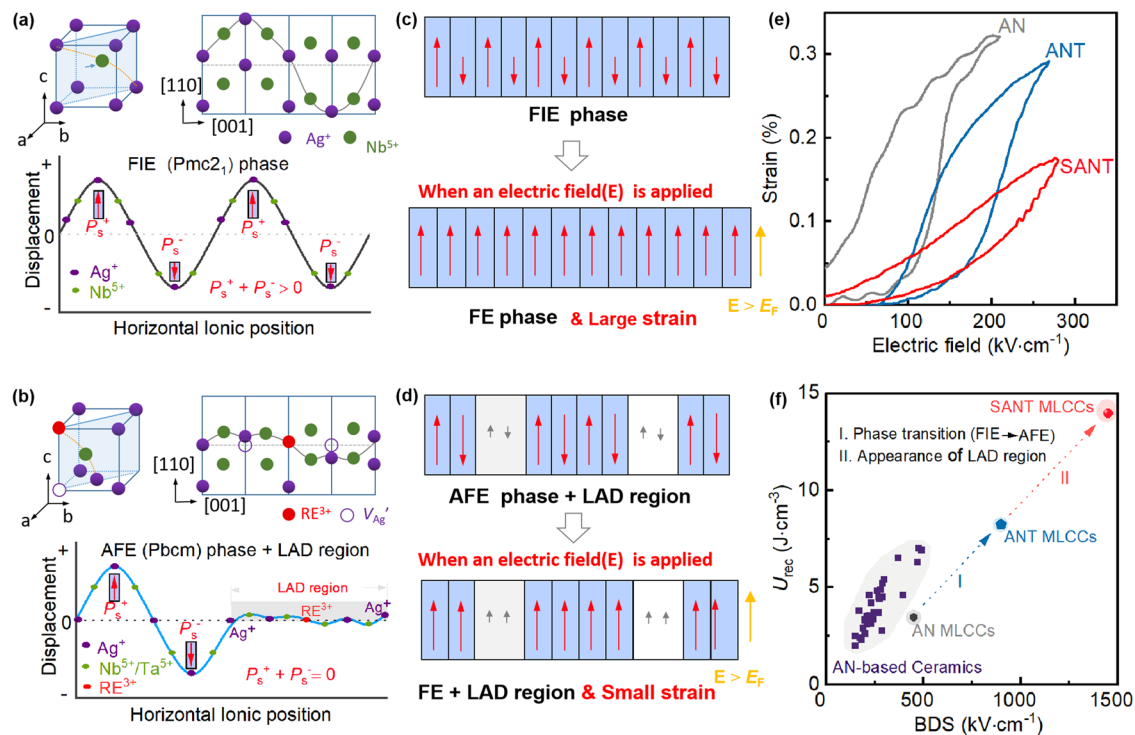 (a)
c
a
b
[110]
[001]
Ag⁺
Nb⁵⁺
FIE (Pmc2₁) phase
+
Displacement
0
-
Pₛ⁺
Pₛ⁺
Pₛ⁻
Pₛ⁻
Ag⁺
Nb⁵⁺
Pₛ⁺ + Pₛ⁻ > 0
Horizontal Ionic position
(b)
c
a
b
[110]
[001]
RE³⁺
V_Ag′
AFE (Pbcm) phase + LAD region
+
Displacement
0
-
Pₛ⁺
Pₛ⁻
LAD region
Ag⁺
RE³⁺
Ag⁺
Ag⁺
Nb⁵⁺/Ta⁵⁺
RE³⁺
Pₛ⁺ + Pₛ⁻ = 0
Horizontal Ionic position
(c)
FIE phase
When an electric field(E) is applied
E > E_F
FE phase & Large strain
(d)
AFE phase + LAD region
When an electric field(E) is applied
E > E_F
FE + LAD region & Small strain
(e)
AN
ANT
SANT
Strain (%)
0.3
0.2
0.1
0.0
0 100 200 300
Electric field (kV·cm⁻¹)
(f)
SANT MLCCs
I. Phase transition (FIE→AFE)
II. Appearance of LAD region
II
ANT MLCCs
I
AN MLCCs
AN-based Ceramics
U_rec (J·cm⁻³)
15
10
5
0
0 500 1000 1500
BDS (kV·cm⁻¹)